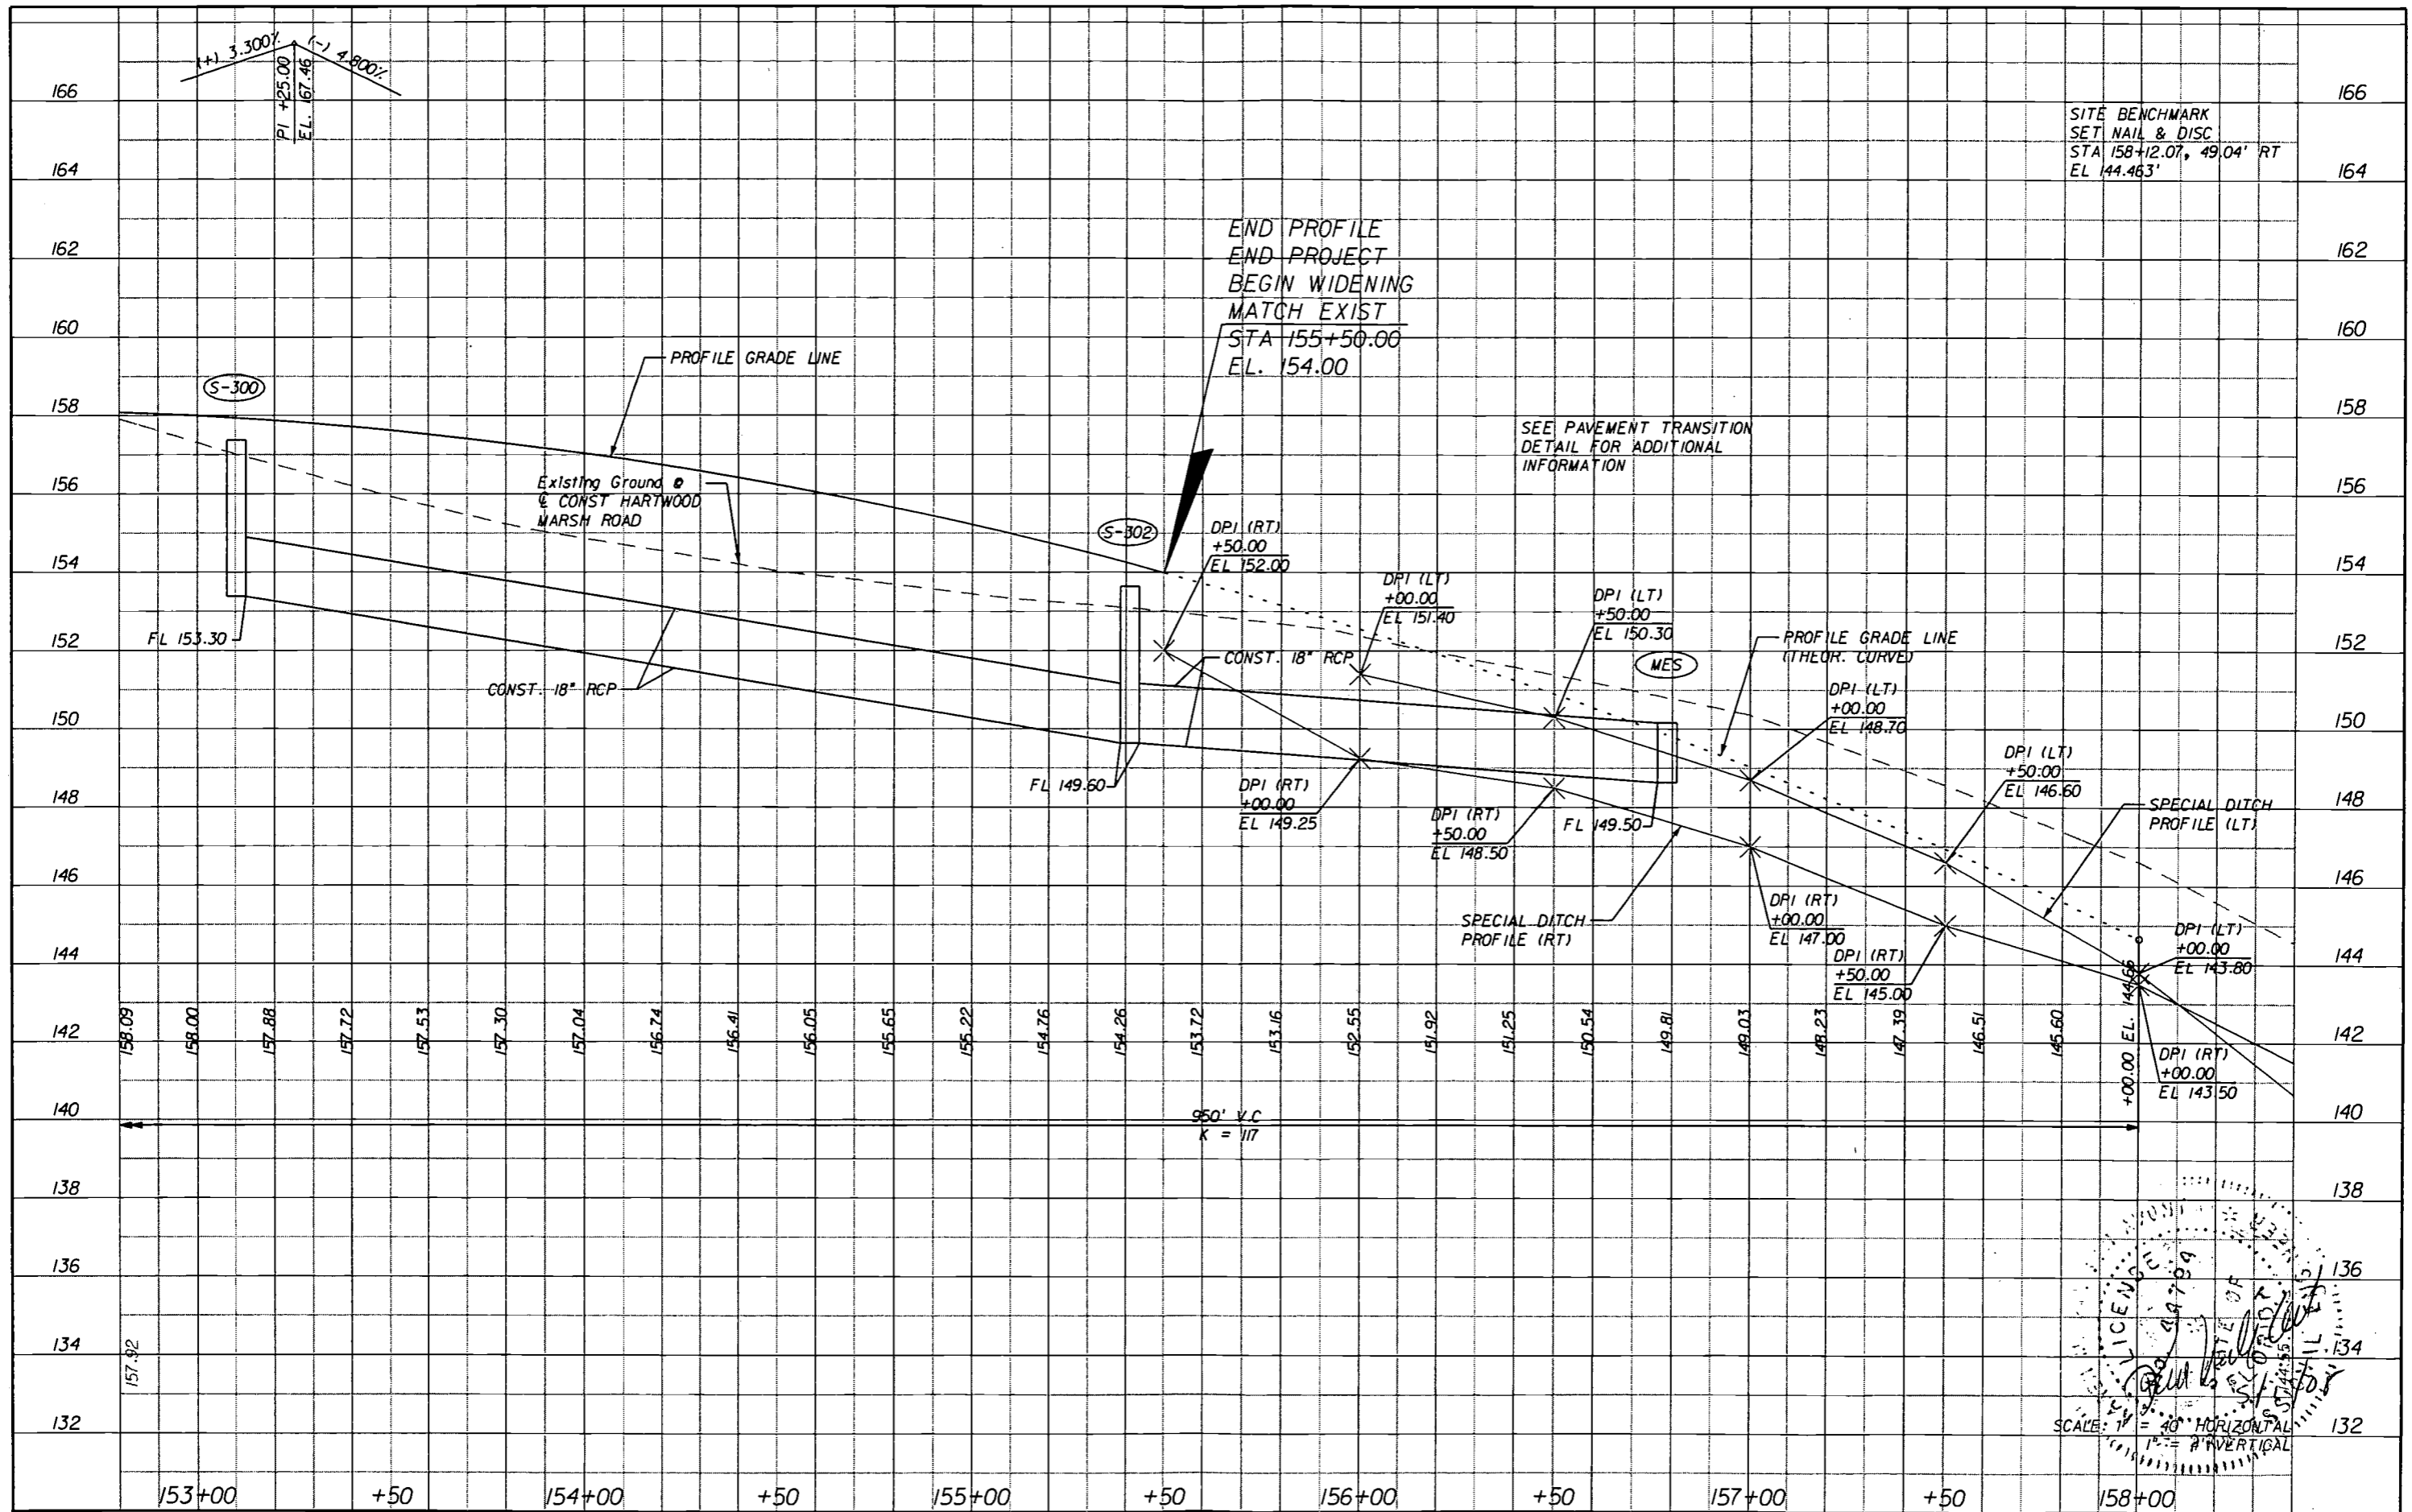 (+) 3.300%
(-) 4.800%
PI +25.00
EL. 167.46
166
164
162
160
158
156
154
152
150
148
146
144
142
140
138
136
134
132
166
164
162
160
158
156
154
152
150
148
146
144
142
140
138
136
134
132
SITE BENCHMARK
SET NAIL & DISC
STA 158+12.07, 49.04' RT
EL 144.463'
END PROFILE
END PROJECT
BEGIN WIDENING
MATCH EXIST
STA 155+50.00
EL. 154.00
PROFILE GRADE LINE
S-300
SEE PAVEMENT TRANSITION
DETAIL FOR ADDITIONAL
INFORMATION
Existing Ground @
℄ CONST HARTWOOD
MARSH ROAD
S-302
DPI (RT)
+50.00
EL 152.00
DPI (LT)
+00.00
EL 151.40
DPI (LT)
+50.00
EL 150.30
PROFILE GRADE LINE
(THEOR. CURVE)
MES
FL 153.30
CONST. 18" RCP
CONST. 18" RCP
DPI (LT)
+00.00
EL 148.70
DPI (LT)
+50.00
EL 146.60
FL 149.60
DPI (RT)
+00.00
EL 149.25
DPI (RT)
+50.00
EL 148.50
FL 149.50
SPECIAL DITCH
PROFILE (LT)
SPECIAL DITCH
PROFILE (RT)
DPI (RT)
+00.00
EL 147.00
DPI (RT)
+50.00
EL 145.00
DPI (LT)
+00.00
EL 143.80
DPI (RT)
+00.00
EL 143.50
158.09
158.00
157.88
157.72
157.53
157.30
157.04
156.74
156.41
156.05
155.65
155.22
154.76
154.26
153.72
153.16
152.55
151.92
151.25
150.54
149.81
149.03
148.23
147.39
146.51
145.60
+00.00 EL. 144.66
950' V.C
K = 117
157.92
LICENSE
SCALE: 1" = 40' HORIZONTAL
VERTICAL
153+00
+50
154+00
+50
155+00
+50
156+00
+50
157+00
+50
158+00